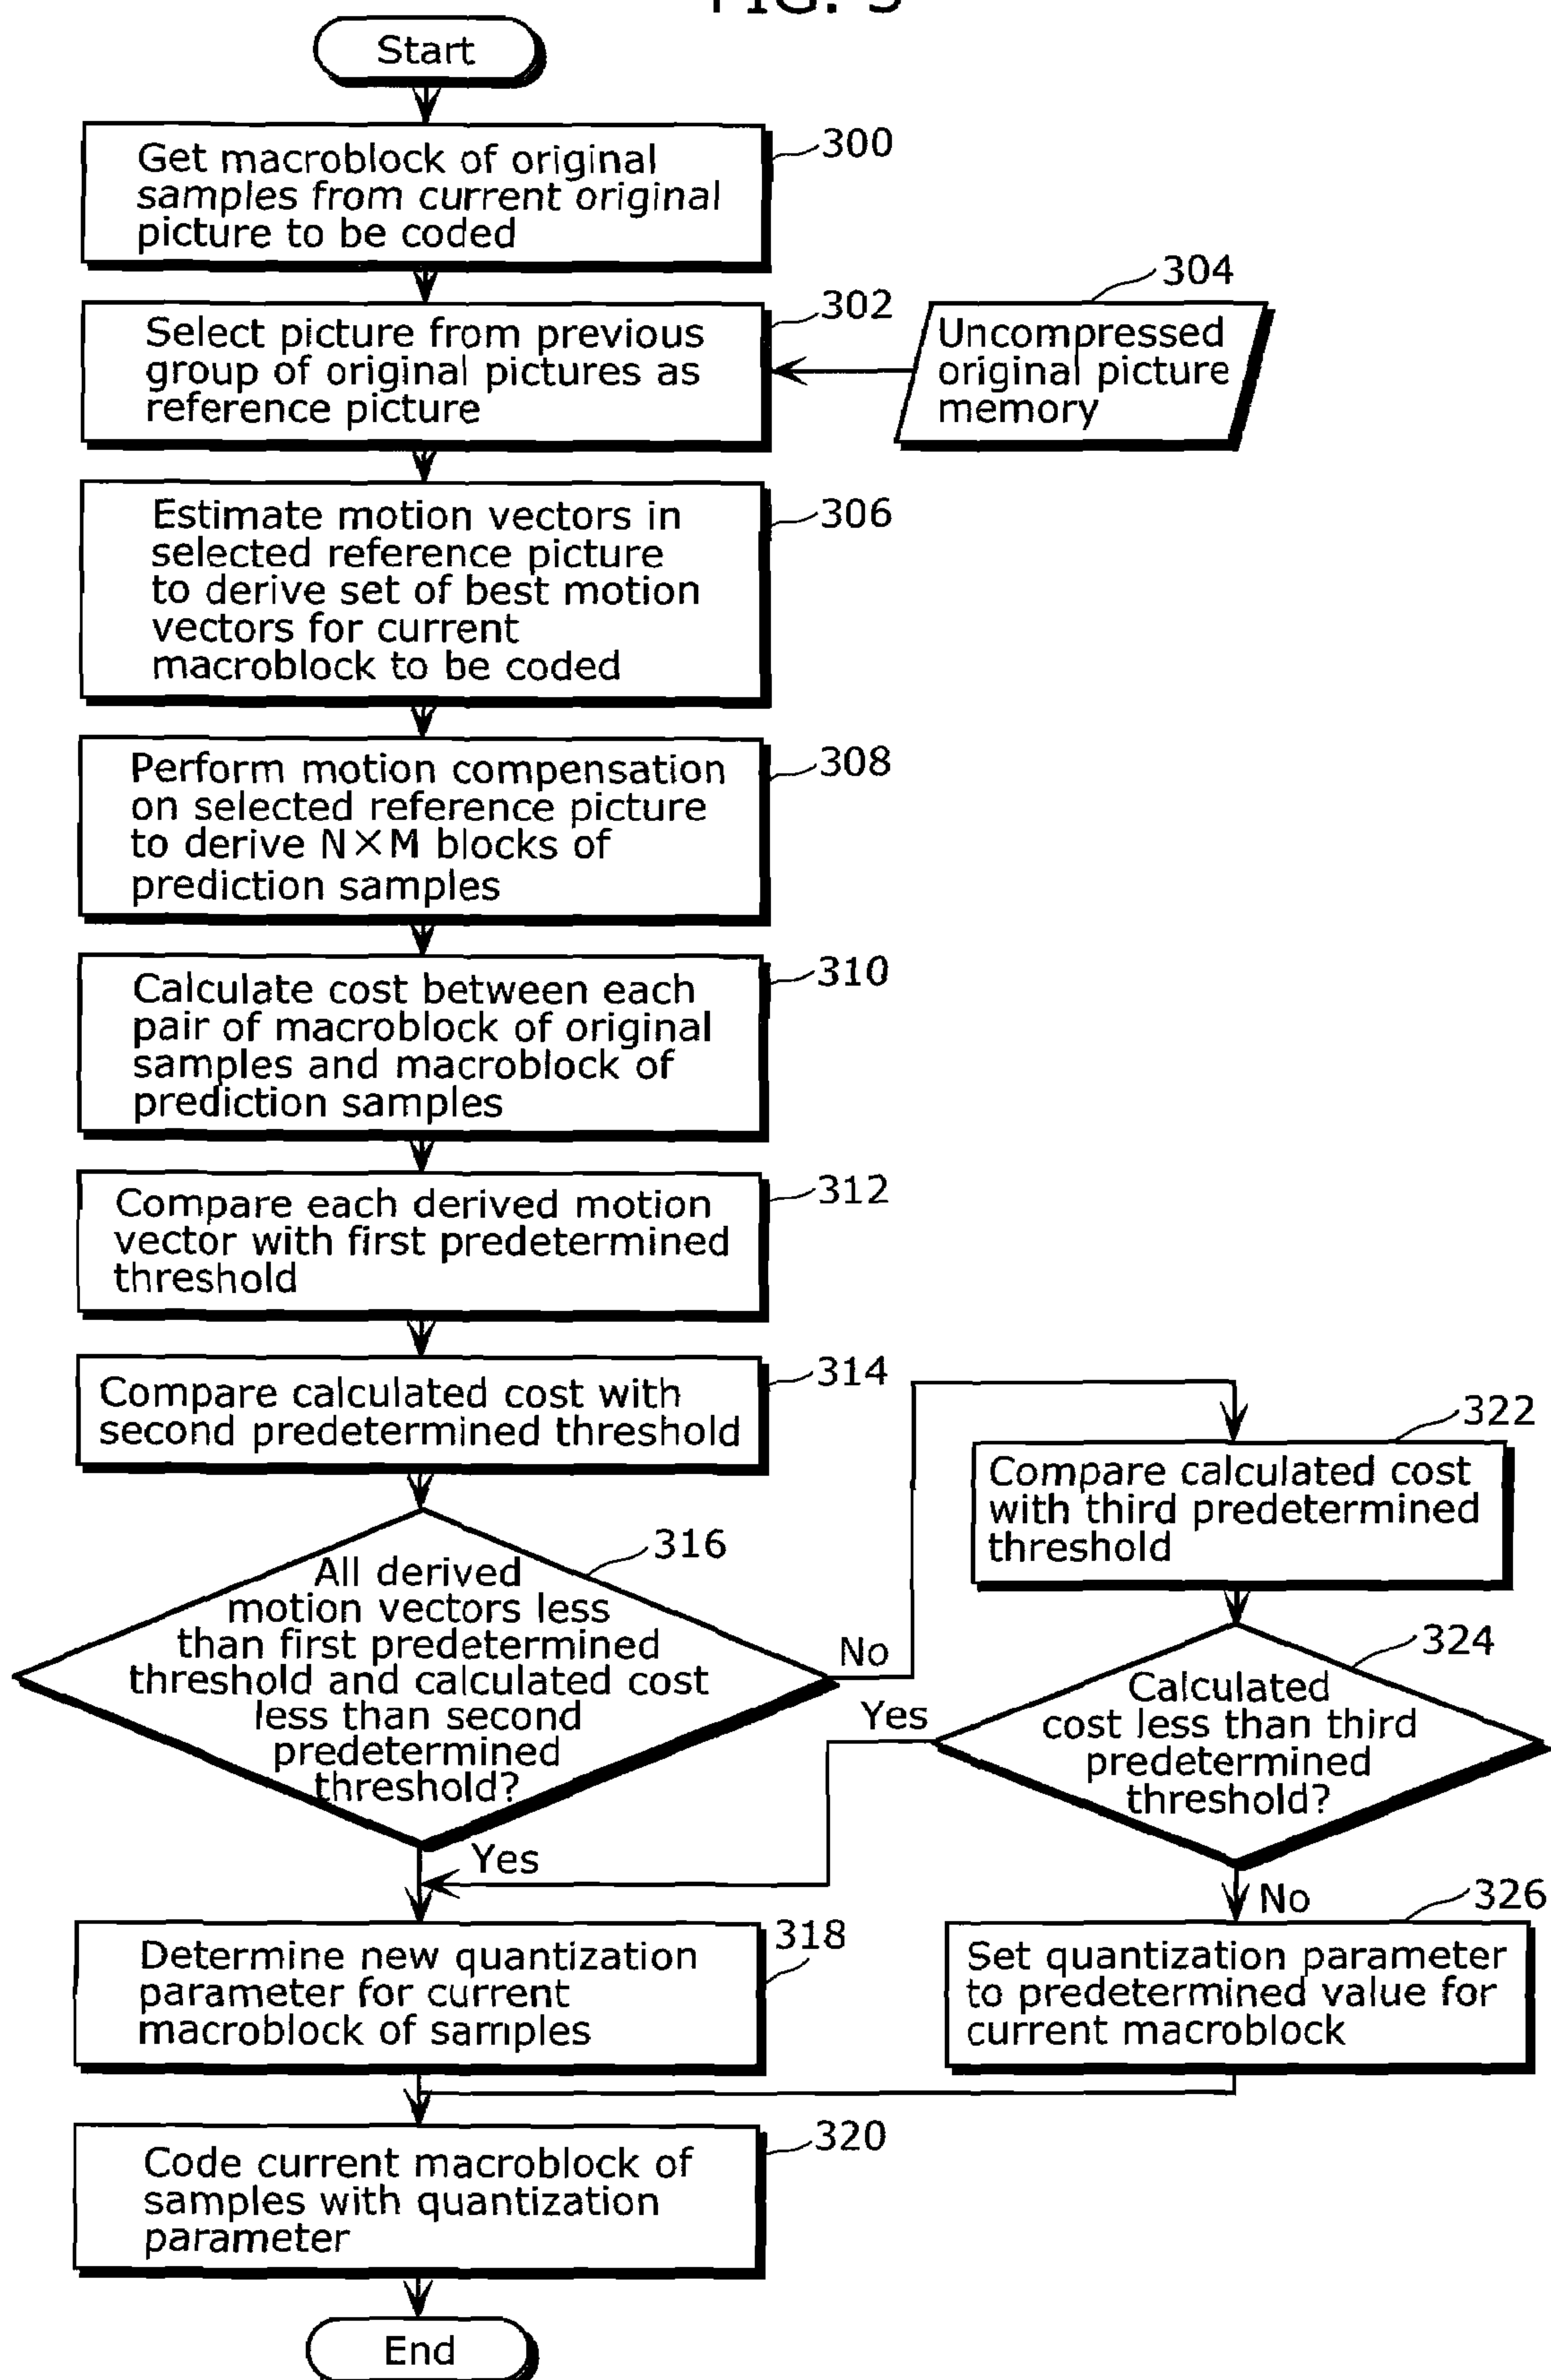 Start
Get macroblock of original
samples from current original
picture to be coded
300
Select picture from previous
group of original pictures as
reference picture
302
304
Uncompressed
original picture
memory
Estimate motion vectors in
selected reference picture
to derive set of best motion
vectors for current
macroblock to be coded
306
Perform motion compensation
on selected reference picture
to derive N×M blocks of
prediction samples
308
Calculate cost between each
pair of macroblock of original
samples and macroblock of
prediction samples
310
Compare each derived motion
vector with first predetermined
threshold
312
Compare calculated cost with
second predetermined threshold
314
All derived
motion vectors less
than first predetermined
threshold and calculated cost
less than second
predetermined
threshold?
316
No
Yes
322
Compare calculated cost
with third predetermined
threshold
324
Calculated
cost less than third
predetermined
threshold?
Yes
No
Determine new quantization
parameter for current
macroblock of samples
318
326
Set quantization parameter
to predetermined value for
current macroblock
Code current macroblock of
samples with quantization
parameter
320
End